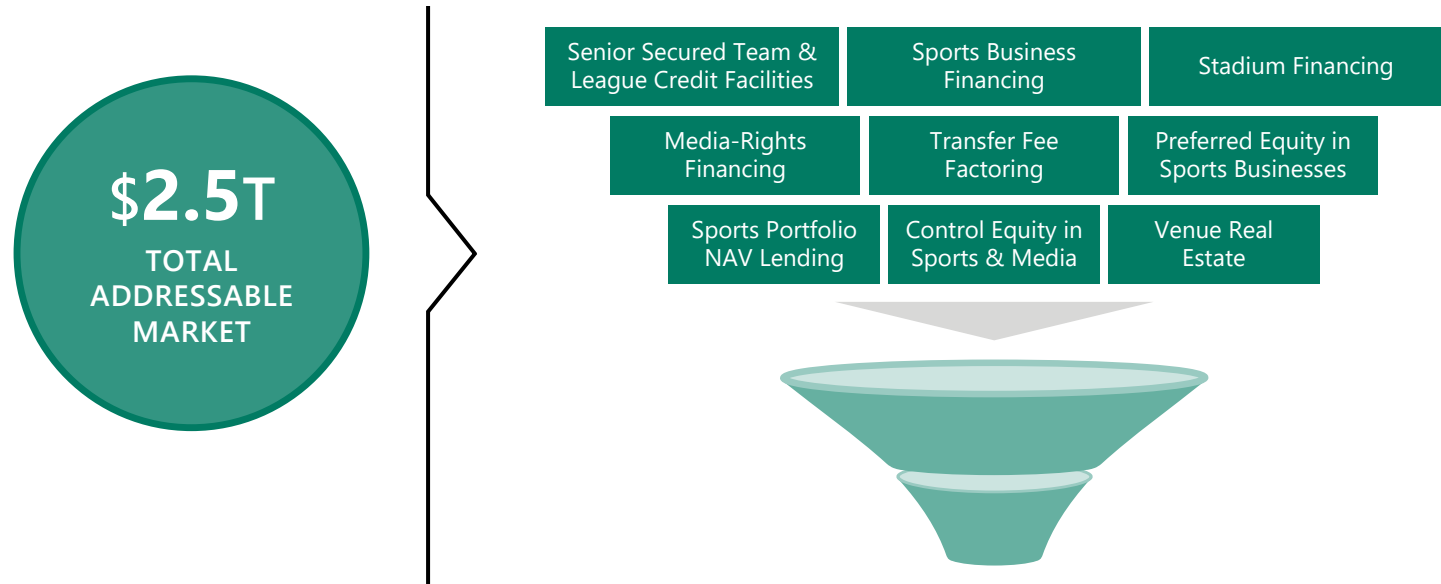 $2.5T
TOTAL
ADDRESSABLE
MARKET
Senior Secured Team &
League Credit Facilities
Sports Business
Financing
Stadium Financing
Media-Rights
Financing
Transfer Fee
Factoring
Preferred Equity in
Sports Businesses
Sports Portfolio
NAV Lending
Control Equity in
Sports & Media
Venue Real
Estate